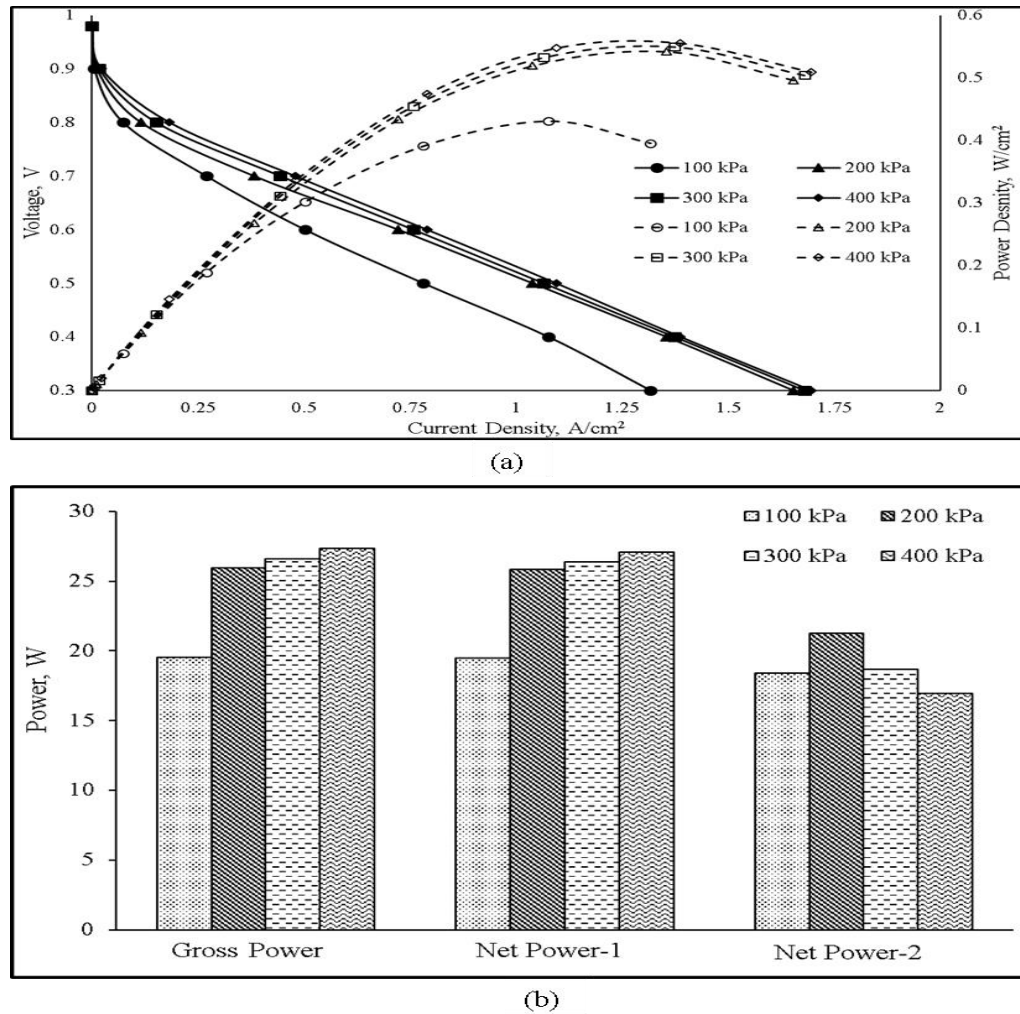 1
0.9
0.8
0.7
0.6
0.5
0.4
0.3
Voltage, V
0.6
0.5
0.4
0.3
0.2
0.1
0
Power Desnity, W/cm²
100 kPa
200 kPa
300 kPa
400 kPa
100 kPa
200 kPa
300 kPa
400 kPa
0 0.25 0.5 0.75 1 1.25 1.5 1.75 2
Current Density, A/cm²
(a)
30
25
20
15
10
5
0
Power, W
100 kPa 200 kPa
300 kPa 400 kPa
Gross Power Net Power-1 Net Power-2
(b)